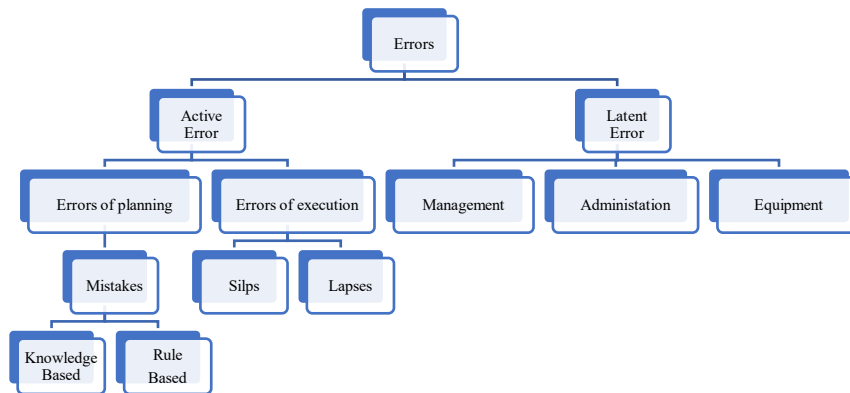 Errors
Active
Error
Latent
Error
Errors of planning
Errors of execution
Management
Administation
Equipment
Mistakes
Silps
Lapses
Knowledge
Based
Rule
Based